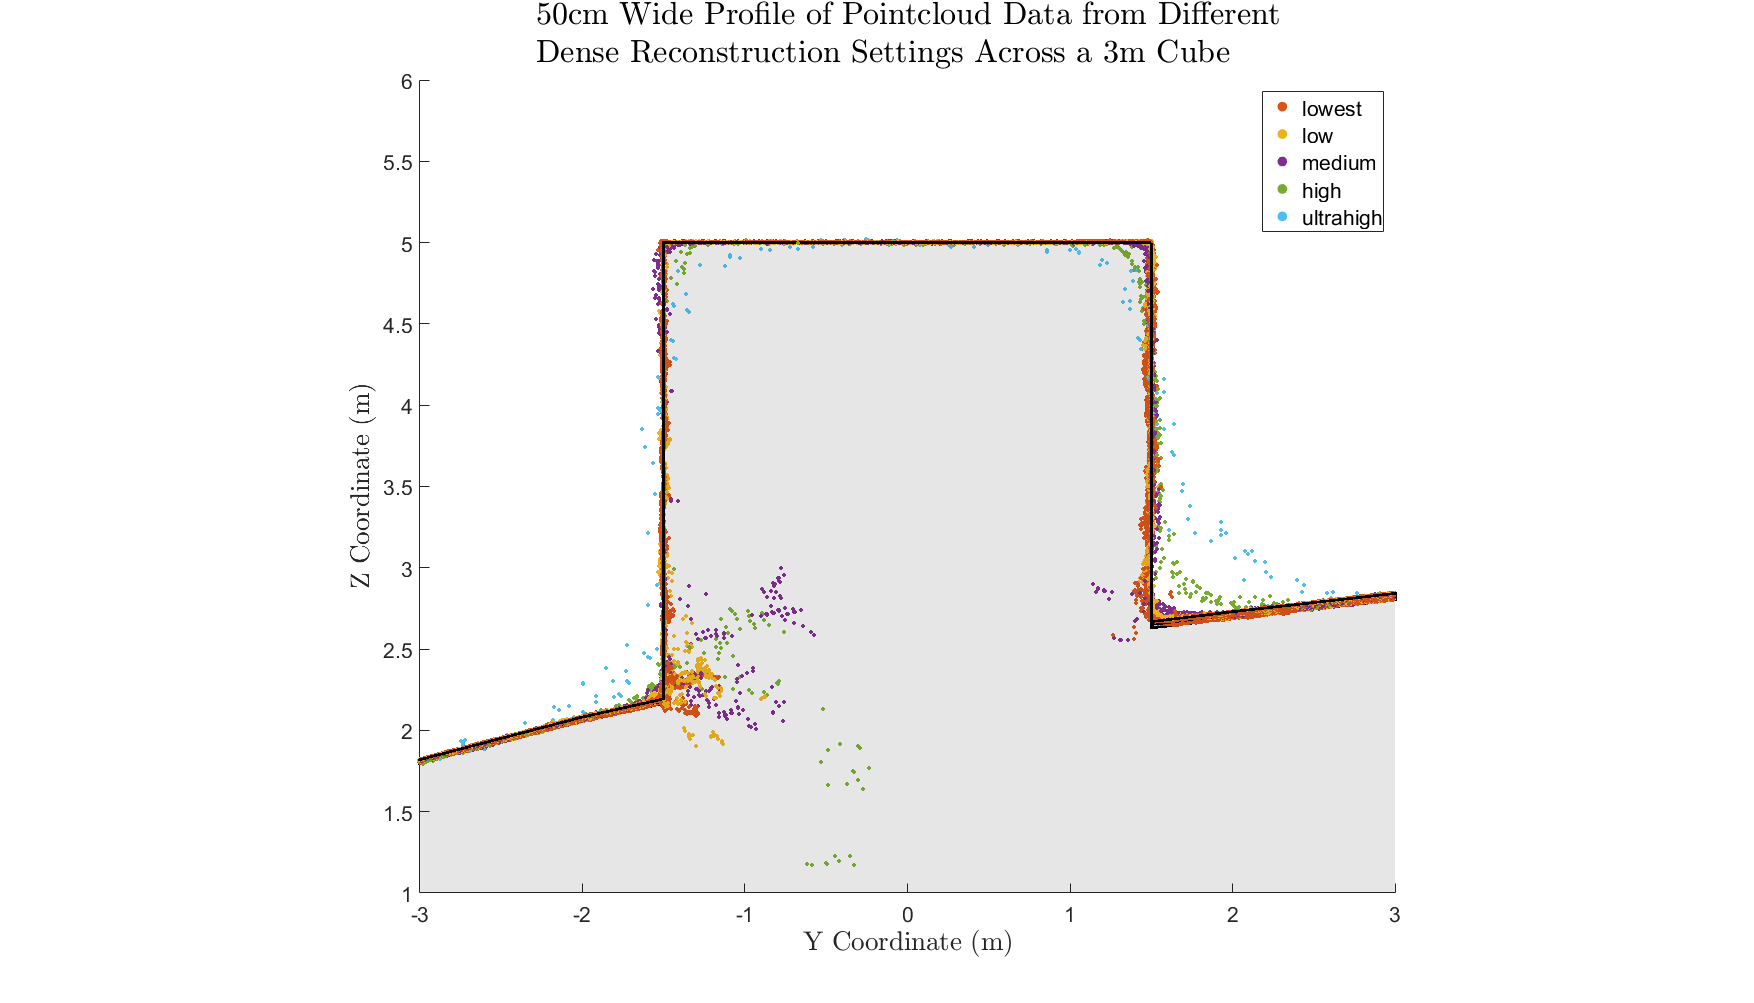 50cm Wide Profile of Pointcloud Data from Different
Dense Reconstruction Settings Across a 3m Cube
lowest
low
medium
high
ultrahigh
6
5.5
5
4.5
4
3.5
3
2.5
2
1.5
1
Z Coordinate (m)
-3
-2
-1
0
1
2
3
Y Coordinate (m)